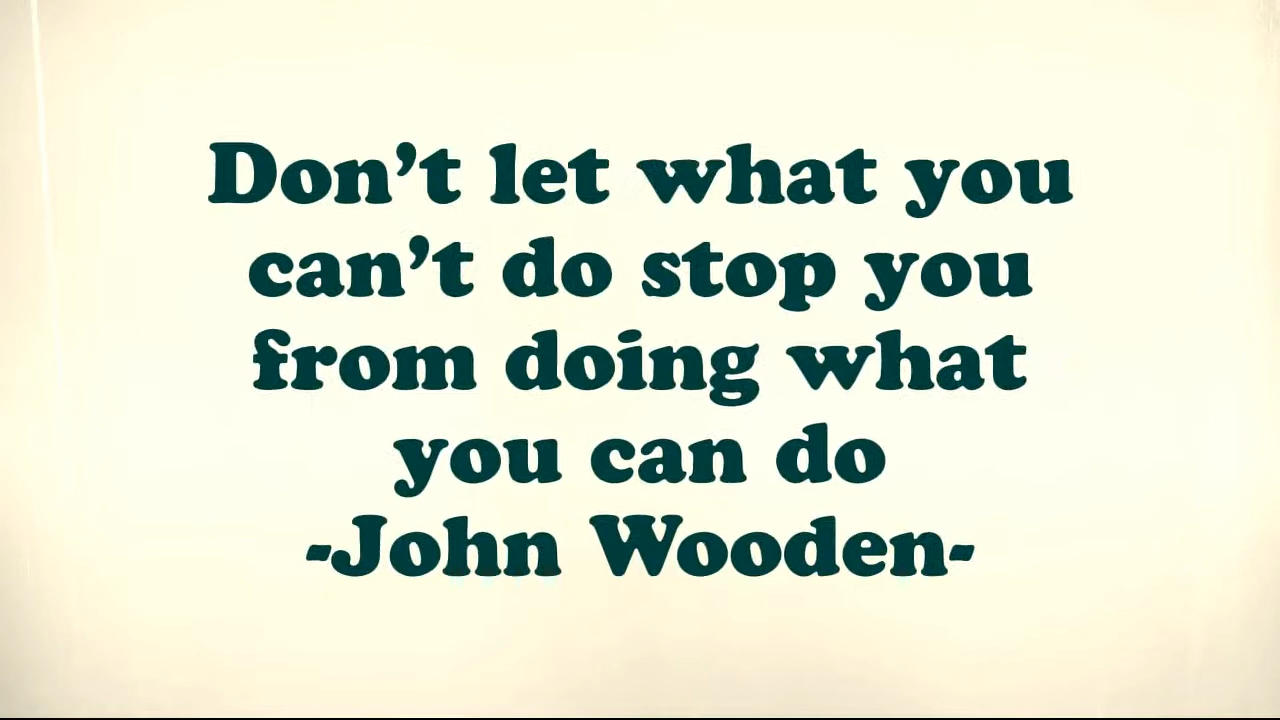 Don’t let what you
can’t do stop you
from doing what
you can do
-John Wooden-